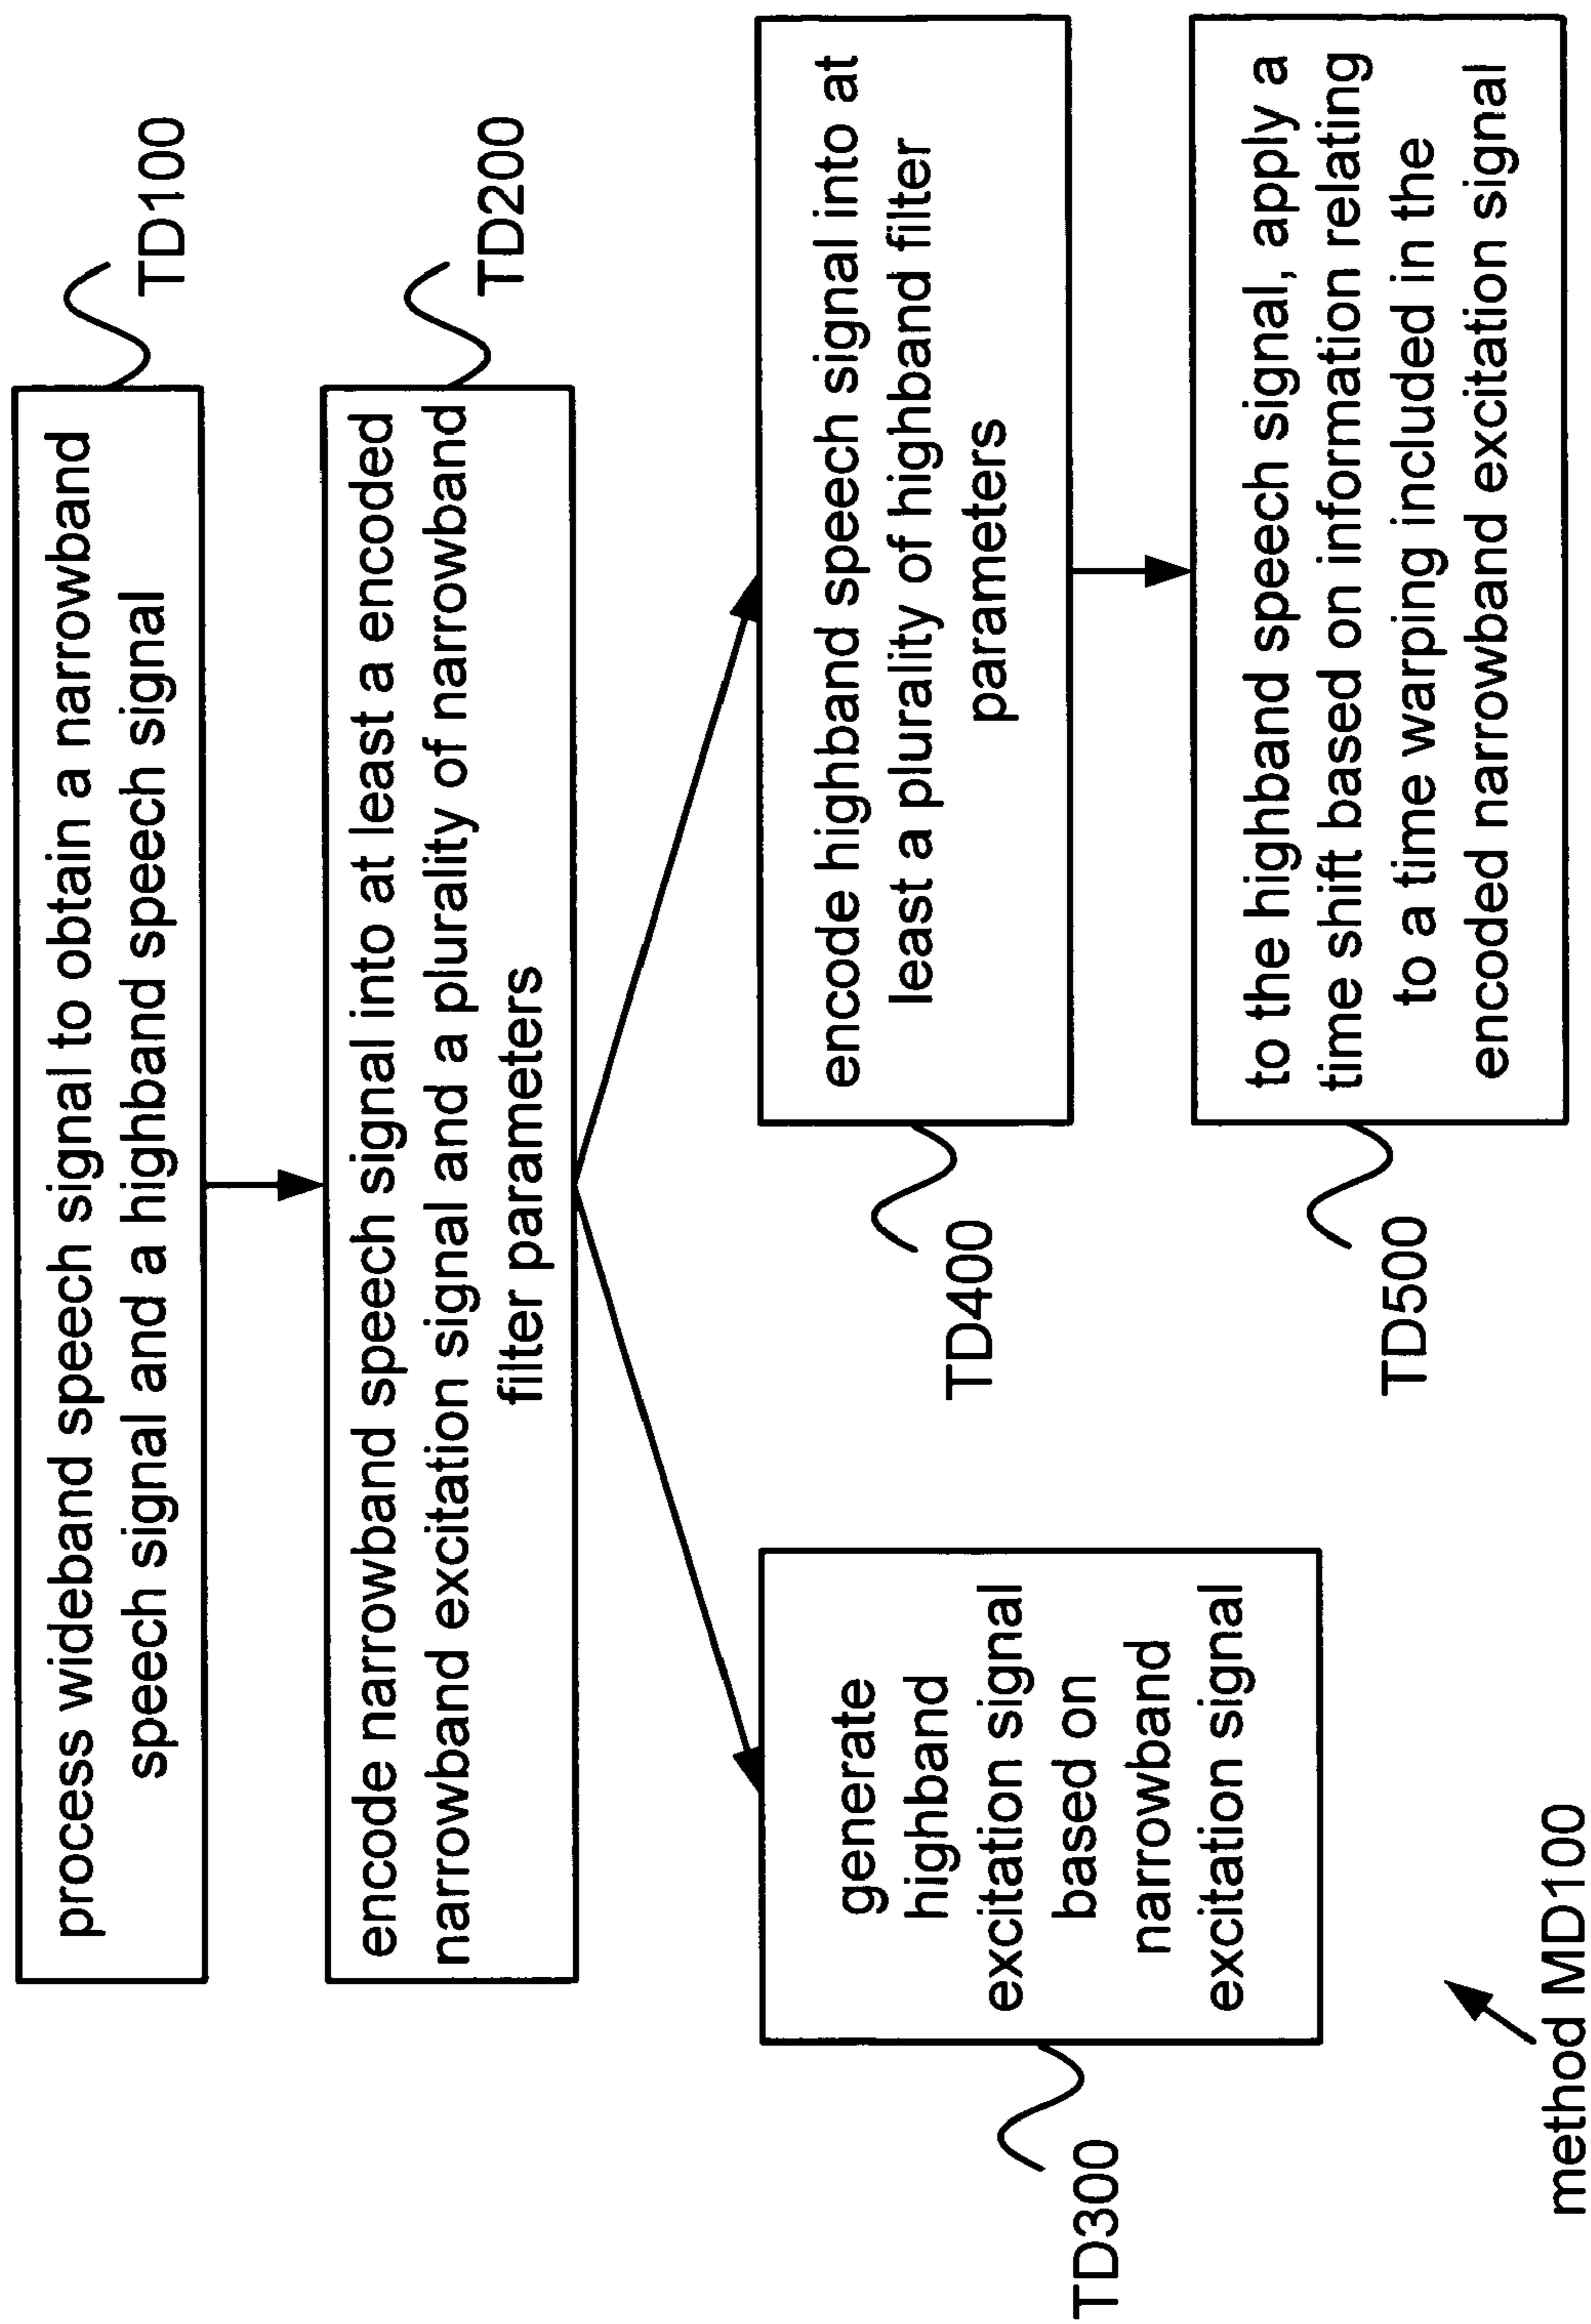 process wideband speech signal to obtain a narrowband
speech signal and a highband speech signal
TD100
encode narrowband speech signal into at least a encoded
narrowband excitation signal and a plurality of narrowband
filter parameters
TD200
generate
highband
excitation signal
based on
narrowband
excitation signal
TD300
encode highband speech signal into at
least a plurality of highband filter
parameters
TD400
to the highband speech signal, apply a
time shift based on information relating
to a time warping included in the
encoded narrowband excitation signal
TD500
method MD100